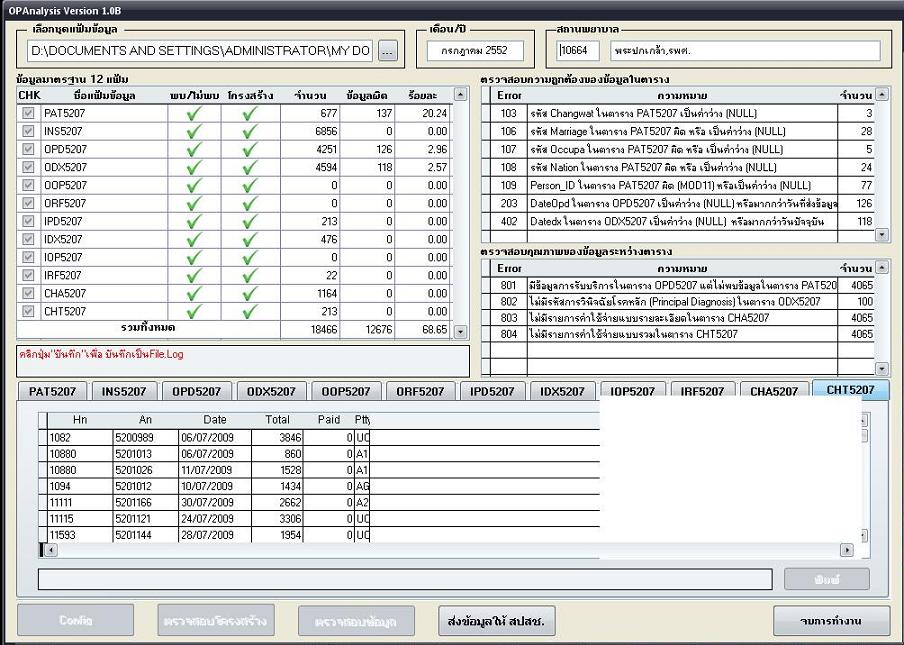 OPAnalysis Version 1.0B
เลือกชุดแฟ้มข้อมูล
D:\DOCUMENTS AND SETTINGS\ADMINISTRATOR\MY DO
...
เดือน/ปี
กรกฎาคม 2552
สถานพยาบาล
10664 พระปกเกล้า,รพศ.
ข้อมูลมาตรฐาน 12 แฟ้ม
CHK ชื่อแฟ้มข้อมูล พบ/ไม่พบ โครงสร้าง จำนวน ข้อมูลผิด ร้อยละ
PAT5207 677 137 20.24
INS5207 6856 0 0.00
OPD5207 4251 126 2.96
ODX5207 4594 118 2.57
OOP5207 0 0 0.00
ORF5207 0 0 0.00
IPD5207 213 0 0.00
IDX5207 476 0 0.00
IOP5207 0 0 0.00
IRF5207 22 0 0.00
CHA5207 1164 0 0.00
CHT5207 213 0 0.00
รวมทั้งหมด 18466 12676 68.65
คลิกปุ่ม"บันทึก"เพื่อ บันทึกเป็นFile.Log
ตรวจสอบความถูกต้องของข้อมูลในตาราง
Error ความหมาย จำนวน
103 รหัส Changwat ในตาราง PAT5207 เป็นค่าว่าง (NULL) 3
106 รหัส Marriage ในตาราง PAT5207 ผิด หรือ เป็นค่าว่าง (NULL) 28
107 รหัส Occupa ในตาราง PAT5207 ผิด หรือ เป็นค่าว่าง (NULL) 5
108 รหัส Nation ในตาราง PAT5207 ผิด หรือ เป็นค่าว่าง (NULL) 24
109 Person_ID ในตาราง PAT5207 ผิด (MOD11) หรือเป็นค่าว่าง (NULL) 77
203 DateOpd ในตาราง OPD5207 เป็นค่าว่าง (NULL) หรือมากกว่าวันที่ส่งข้อมูล 126
402 Datedx ในตาราง ODX5207 เป็นค่าว่าง (NULL) หรือมากกว่าวันปัจจุบัน 118
ตรวจสอบคุณภาพของข้อมูลระหว่างตาราง
Error ความหมาย จำนวน
801 มีข้อมูลการรับบริการในตาราง OPD5207 แต่ไม่พบข้อมูลในตาราง PAT520 4065
802 ไม่มีรหัสการวินิจฉัยโรคหลัก (Principal Diagnosis) ในตาราง ODX5207 100
803 ไม่มีรายการค่าใช้จ่ายแบบรายละเอียดในตาราง CHA5207 4065
804 ไม่มีรายการค่าใช้จ่ายแบบรวมในตาราง CHT5207 4065
PAT5207 INS5207 OPD5207 ODX5207 OOP5207 ORF5207 IPD5207 IDX5207 IOP5207 IRF5207 CHA5207 CHT5207
Hn An Date Total Paid Ptty
1082 5200989 06/07/2009 3846 0 UC
10880 5201013 06/07/2009 860 0 A1
10880 5201026 11/07/2009 1528 0 A1
1094 5201012 10/07/2009 1434 0 AG
11111 5201166 30/07/2009 2662 0 A2
11115 5201121 24/07/2009 3306 0 UC
11593 5201144 28/07/2009 1954 0 UC
พิมพ์
Config ตรวจสอบโครงสร้าง ตรวจสอบข้อมูล ส่งข้อมูลให้ สปสช. จบการทำงาน